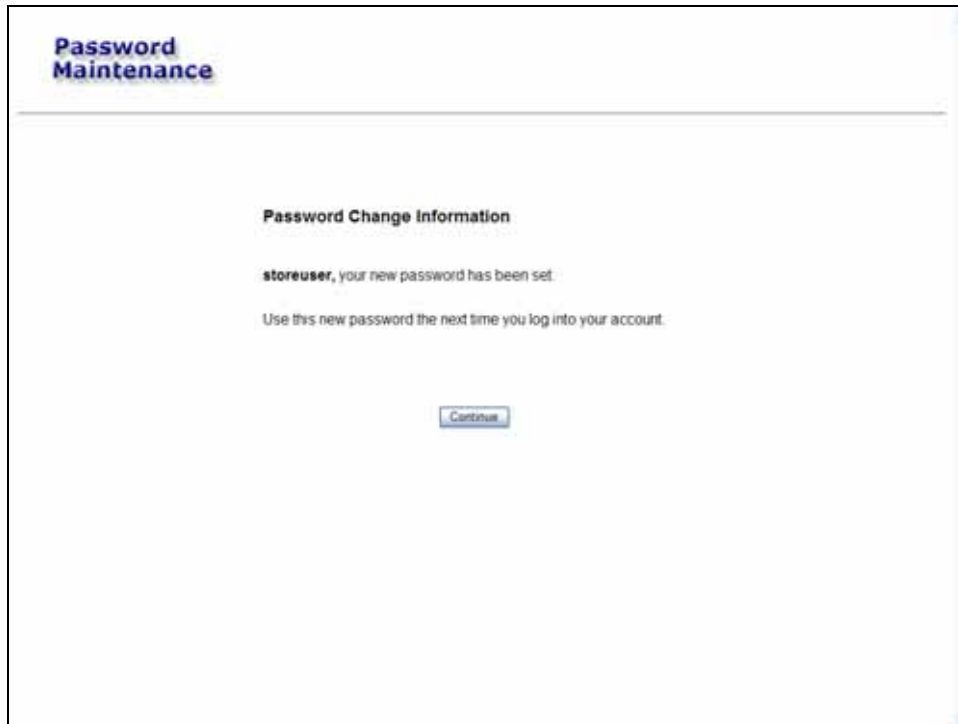 Password
Maintenance
Password Change Information
storeuser, your new password has been set.
Use this new password the next time you log into your account.
Continue